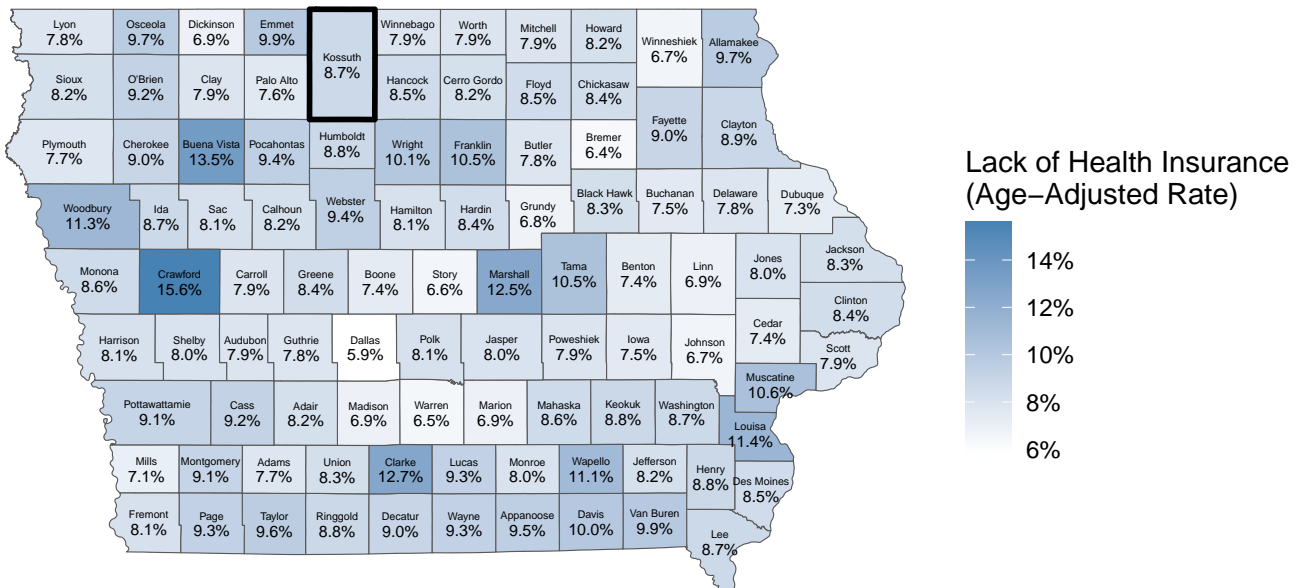 Lyon
7.8%
Osceola
9.7%
Dickinson
6.9%
Emmet
9.9%
Kossuth
8.7%
Winnebago
7.9%
Worth
7.9%
Mitchell
7.9%
Howard
8.2%
Winneshiek
6.7%
Allamakee
9.7%
Sioux
8.2%
O'Brien
9.2%
Clay
7.9%
Palo Alto
7.6%
Hancock
8.5%
Cerro Gordo
8.2%
Floyd
8.5%
Chickasaw
8.4%
Fayette
9.0%
Clayton
8.9%
Plymouth
7.7%
Cherokee
9.0%
Buena Vista
13.5%
Pocahontas
9.4%
Humboldt
8.8%
Wright
10.1%
Franklin
10.5%
Butler
7.8%
Bremer
6.4%
Woodbury
11.3%
Ida
8.7%
Sac
8.1%
Calhoun
8.2%
Webster
9.4%
Hamilton
8.1%
Hardin
8.4%
Grundy
6.8%
Black Hawk
8.3%
Buchanan
7.5%
Delaware
7.8%
Dubuque
7.3%
Monona
8.6%
Crawford
15.6%
Carroll
7.9%
Greene
8.4%
Boone
7.4%
Story
6.6%
Marshall
12.5%
Tama
10.5%
Benton
7.4%
Linn
6.9%
Jones
8.0%
Jackson
8.3%
Clinton
8.4%
Harrison
8.1%
Shelby
8.0%
Audubon
7.9%
Guthrie
7.8%
Dallas
5.9%
Polk
8.1%
Jasper
8.0%
Poweshiek
7.9%
Iowa
7.5%
Johnson
6.7%
Cedar
7.4%
Scott
7.9%
Muscatine
10.6%
Pottawattamie
9.1%
Cass
9.2%
Adair
8.2%
Madison
6.9%
Warren
6.5%
Marion
6.9%
Mahaska
8.6%
Keokuk
8.8%
Washington
8.7%
Louisa
11.4%
Mills
7.1%
Montgomery
9.1%
Adams
7.7%
Union
8.3%
Clarke
12.7%
Lucas
9.3%
Monroe
8.0%
Wapello
11.1%
Jefferson
8.2%
Henry
8.8%
Des Moines
8.5%
Fremont
8.1%
Page
9.3%
Taylor
9.6%
Ringgold
8.8%
Decatur
9.0%
Wayne
9.3%
Appanoose
9.5%
Davis
10.0%
Van Buren
9.9%
Lee
8.7%
Lack of Health Insurance
(Age−Adjusted Rate)
14%
12%
10%
8%
6%